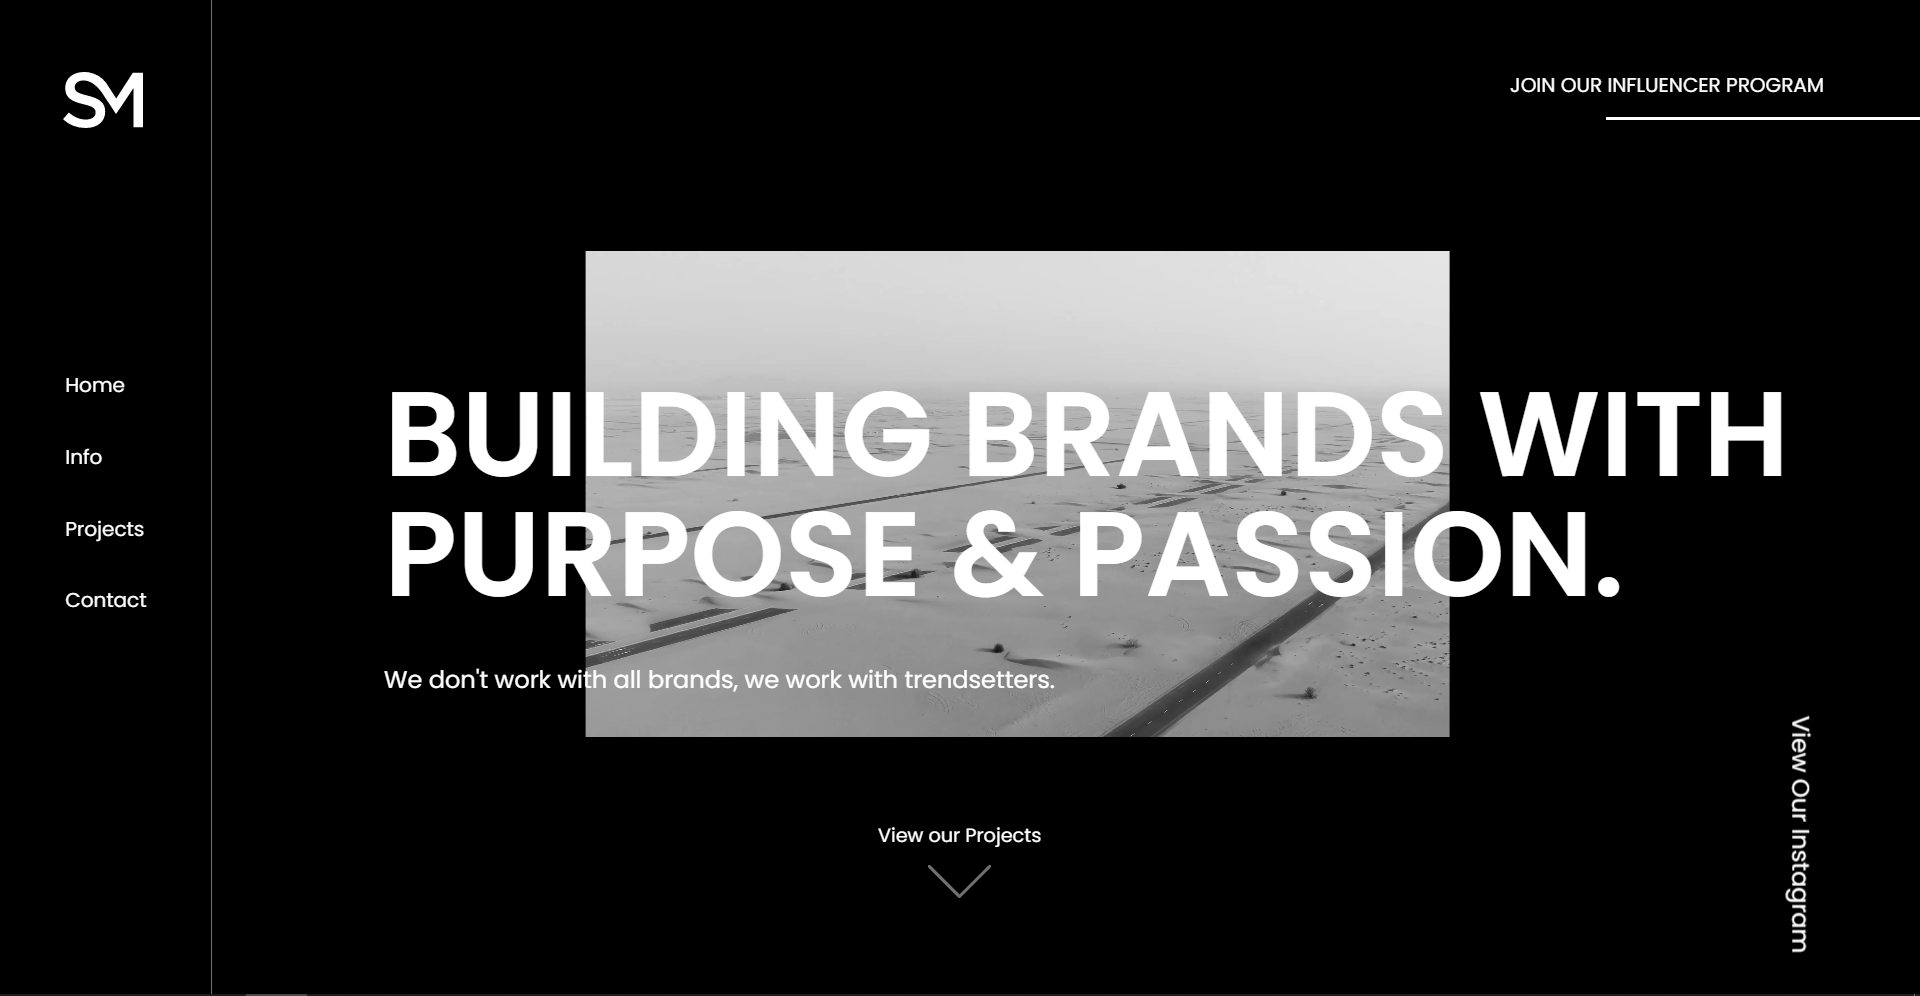 SM
JOIN OUR INFLUENCER PROGRAM
Home
Info
Projects
Contact
BUILDING BRANDS WITH
PURPOSE & PASSION.
We don't work with all brands, we work with trendsetters.
View our Projects
View Our Instagram